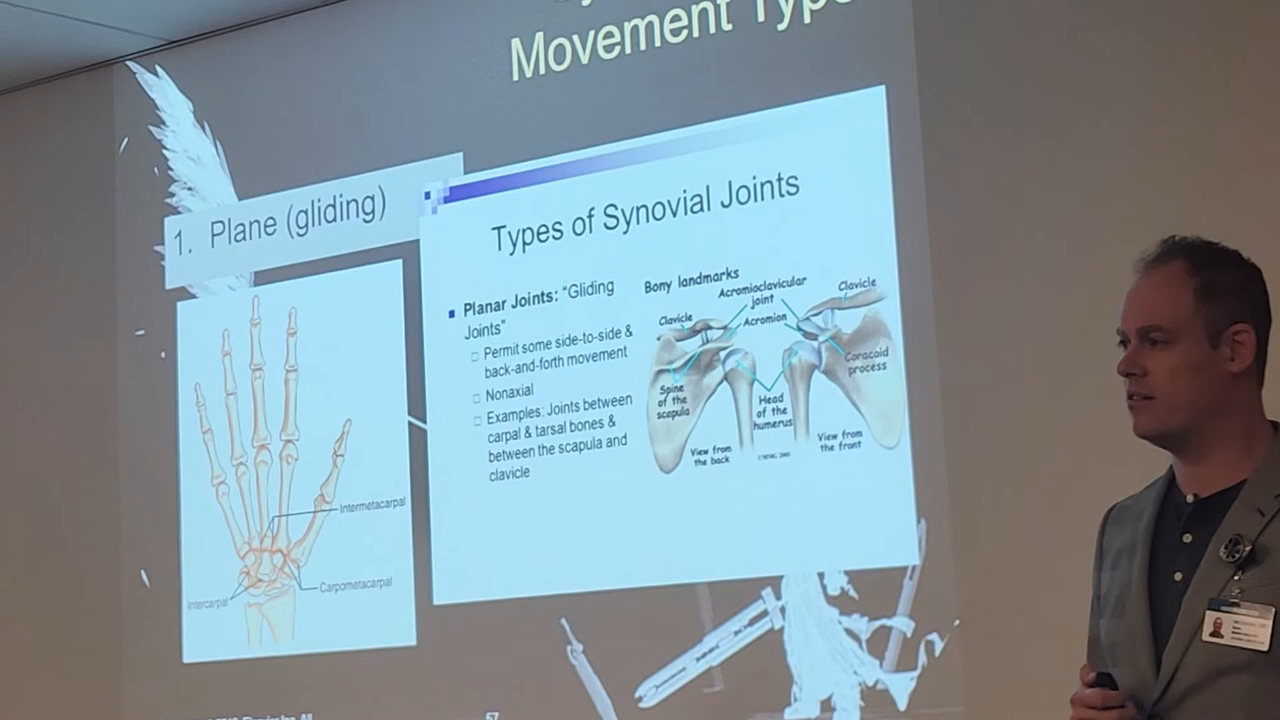 Movement Type
1. Plane (gliding)
Intermetacarpal
Carpometacarpal
Intercarpal
Types of Synovial Joints
Planar Joints: “Gliding
Joints”
Permit some side-to-side &
back-and-forth movement
Nonaxial
Examples: Joints between
carpal & tarsal bones &
between the scapula and
clavicle
Bony landmarks
Acromioclavicular
joint
Clavicle
Clavicle
Acromion
Coracoid
process
Spine
of the
scapula
Head
of the
humerus
View from
the back
View from
the front
57